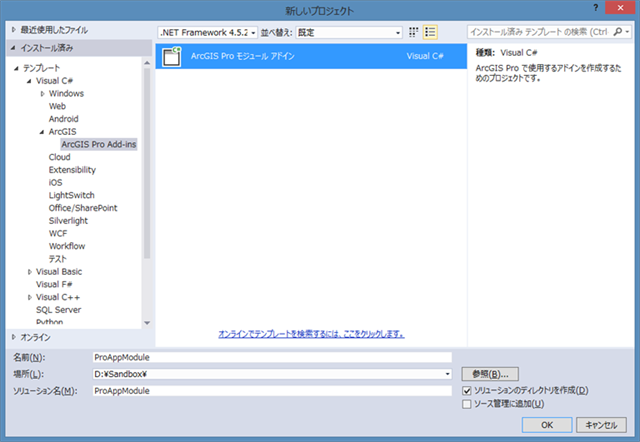 新しいプロジェクト
? ×
最近使用したファイル
.NET Framework 4.5.2 並べ替え: 既定
インストール済み テンプレート の検索 (Ctrl
インストール済み
テンプレート
Visual C#
Windows
Web
Android
ArcGIS
ArcGIS Pro Add-ins
Cloud
Extensibility
iOS
LightSwitch
Office/SharePoint
Silverlight
WCF
Workflow
テスト
Visual Basic
Visual F#
Visual C++
SQL Server
Python
オンライン
ArcGIS Pro モジュール アドイン Visual C#
オンラインでテンプレートを検索するには、ここをクリックします。
種類: Visual C#
ArcGIS Pro で使用するアドインを作成するためのプロジェクトです。
名前(N): ProAppModule
場所(L): D:¥Sandbox¥ 参照(B)...
ソリューション名(M): ProAppModule
ソリューションのディレクトリを作成(D)
ソース管理に追加(U)
OK キャンセル